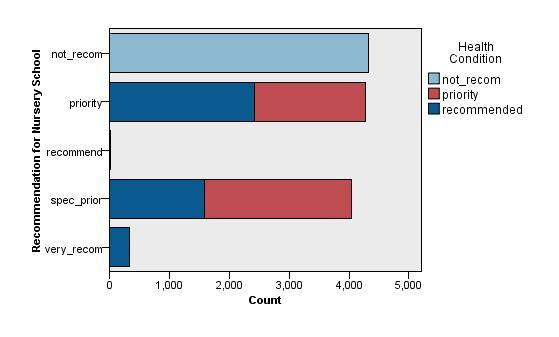 Recommendation for Nursery School
not_recom
priority
recommend
spec_prior
very_recom
0
1,000
2,000
3,000
4,000
5,000
Count
Health
Condition
not_recom
priority
recommended